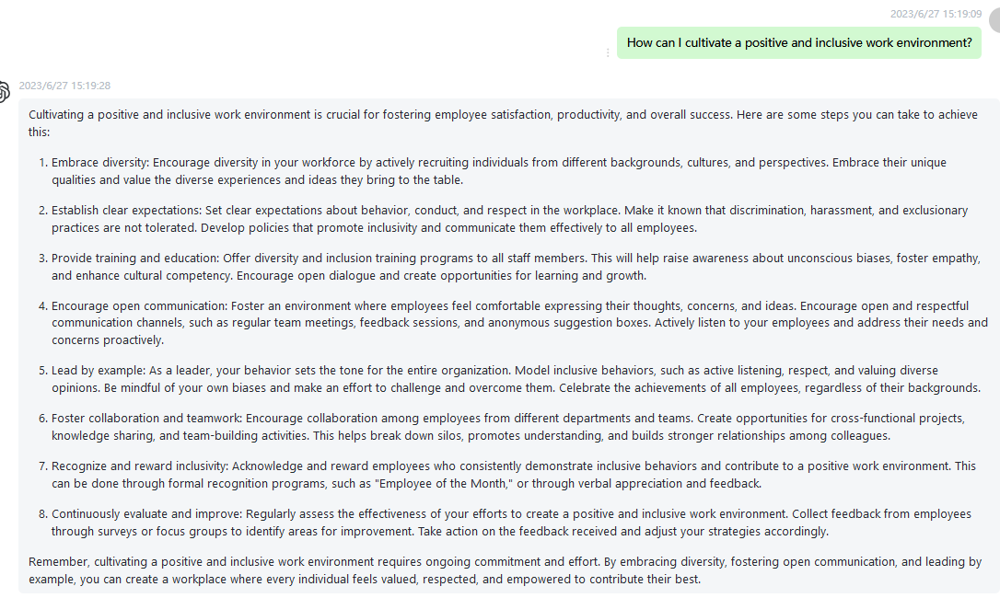 2023/6/27 15:19:09
How can I cultivate a positive and inclusive work environment?
2023/6/27 15:19:28
Cultivating a positive and inclusive work environment is crucial for fostering employee satisfaction, productivity, and overall success. Here are some steps you can take to achieve
this:
1. Embrace diversity: Encourage diversity in your workforce by actively recruiting individuals from different backgrounds, cultures, and perspectives. Embrace their unique
qualities and value the diverse experiences and ideas they bring to the table.
2. Establish clear expectations: Set clear expectations about behavior, conduct, and respect in the workplace. Make it known that discrimination, harassment, and exclusionary
practices are not tolerated. Develop policies that promote inclusivity and communicate them effectively to all employees.
3. Provide training and education: Offer diversity and inclusion training programs to all staff members. This will help raise awareness about unconscious biases, foster empathy,
and enhance cultural competency. Encourage open dialogue and create opportunities for learning and growth.
4. Encourage open communication: Foster an environment where employees feel comfortable expressing their thoughts, concerns, and ideas. Encourage open and respectful
communication channels, such as regular team meetings, feedback sessions, and anonymous suggestion boxes. Actively listen to your employees and address their needs and
concerns proactively.
5. Lead by example: As a leader, your behavior sets the tone for the entire organization. Model inclusive behaviors, such as active listening, respect, and valuing diverse
opinions. Be mindful of your own biases and make an effort to challenge and overcome them. Celebrate the achievements of all employees, regardless of their backgrounds.
6. Foster collaboration and teamwork: Encourage collaboration among employees from different departments and teams. Create opportunities for cross-functional projects,
knowledge sharing, and team-building activities. This helps break down silos, promotes understanding, and builds stronger relationships among colleagues.
7. Recognize and reward inclusivity: Acknowledge and reward employees who consistently demonstrate inclusive behaviors and contribute to a positive work environment. This
can be done through formal recognition programs, such as "Employee of the Month," or through verbal appreciation and feedback.
8. Continuously evaluate and improve: Regularly assess the effectiveness of your efforts to create a positive and inclusive work environment. Collect feedback from employees
through surveys or focus groups to identify areas for improvement. Take action on the feedback received and adjust your strategies accordingly.
Remember, cultivating a positive and inclusive work environment requires ongoing commitment and effort. By embracing diversity, fostering open communication, and leading by
example, you can create a workplace where every individual feels valued, respected, and empowered to contribute their best.